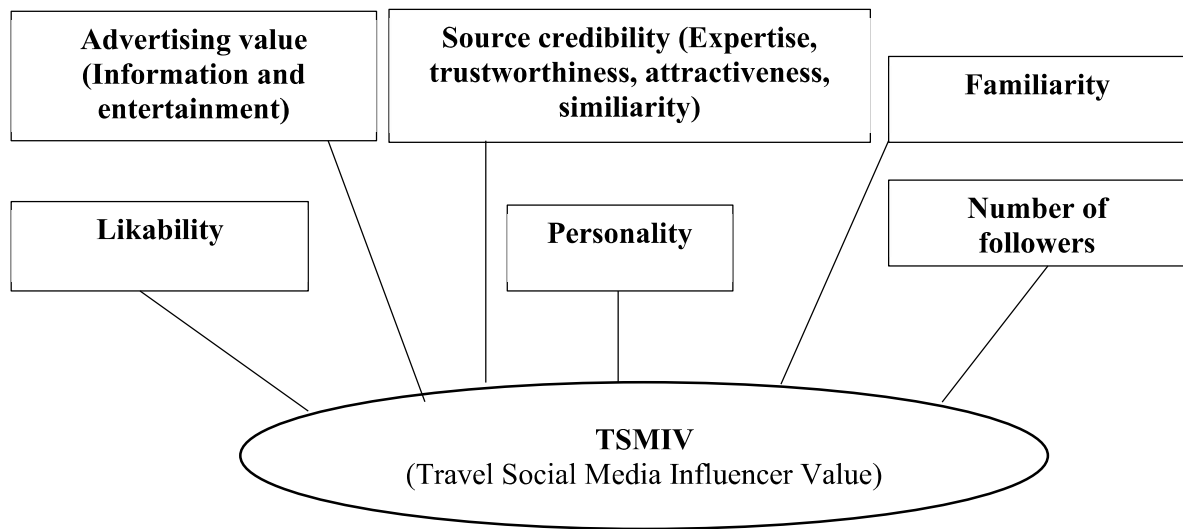 Advertising value
(Information and
entertainment)
Source credibility (Expertise,
trustworthiness, attractiveness,
similiarity)
Familiarity
Likability
Personality
Number of
followers
TSMIV
(Travel Social Media Influencer Value)